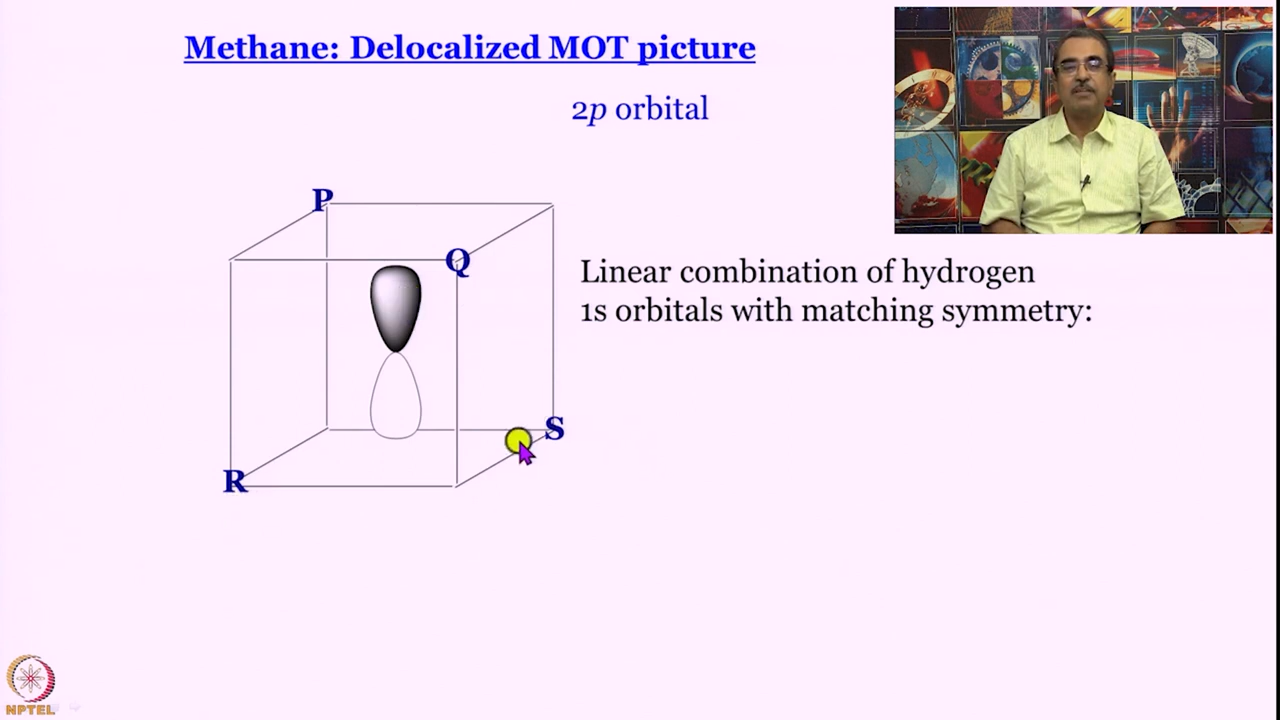 Methane: Delocalized MOT picture
2p orbital
P
Q
Linear combination of hydrogen
1s orbitals with matching symmetry:
S
R
NPTEL